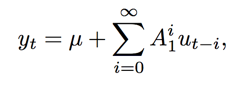 $y_t = \mu + \sum_{i=0}^{\infty} A_1^i u_{t-i},$